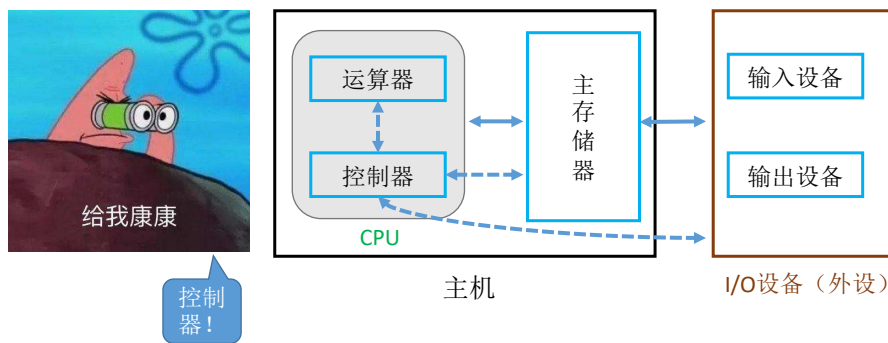 给我康康
控制
器！
运算器
控制器
CPU
主
存
储
器
主机
输入设备
输出设备
I/O设备（外设）